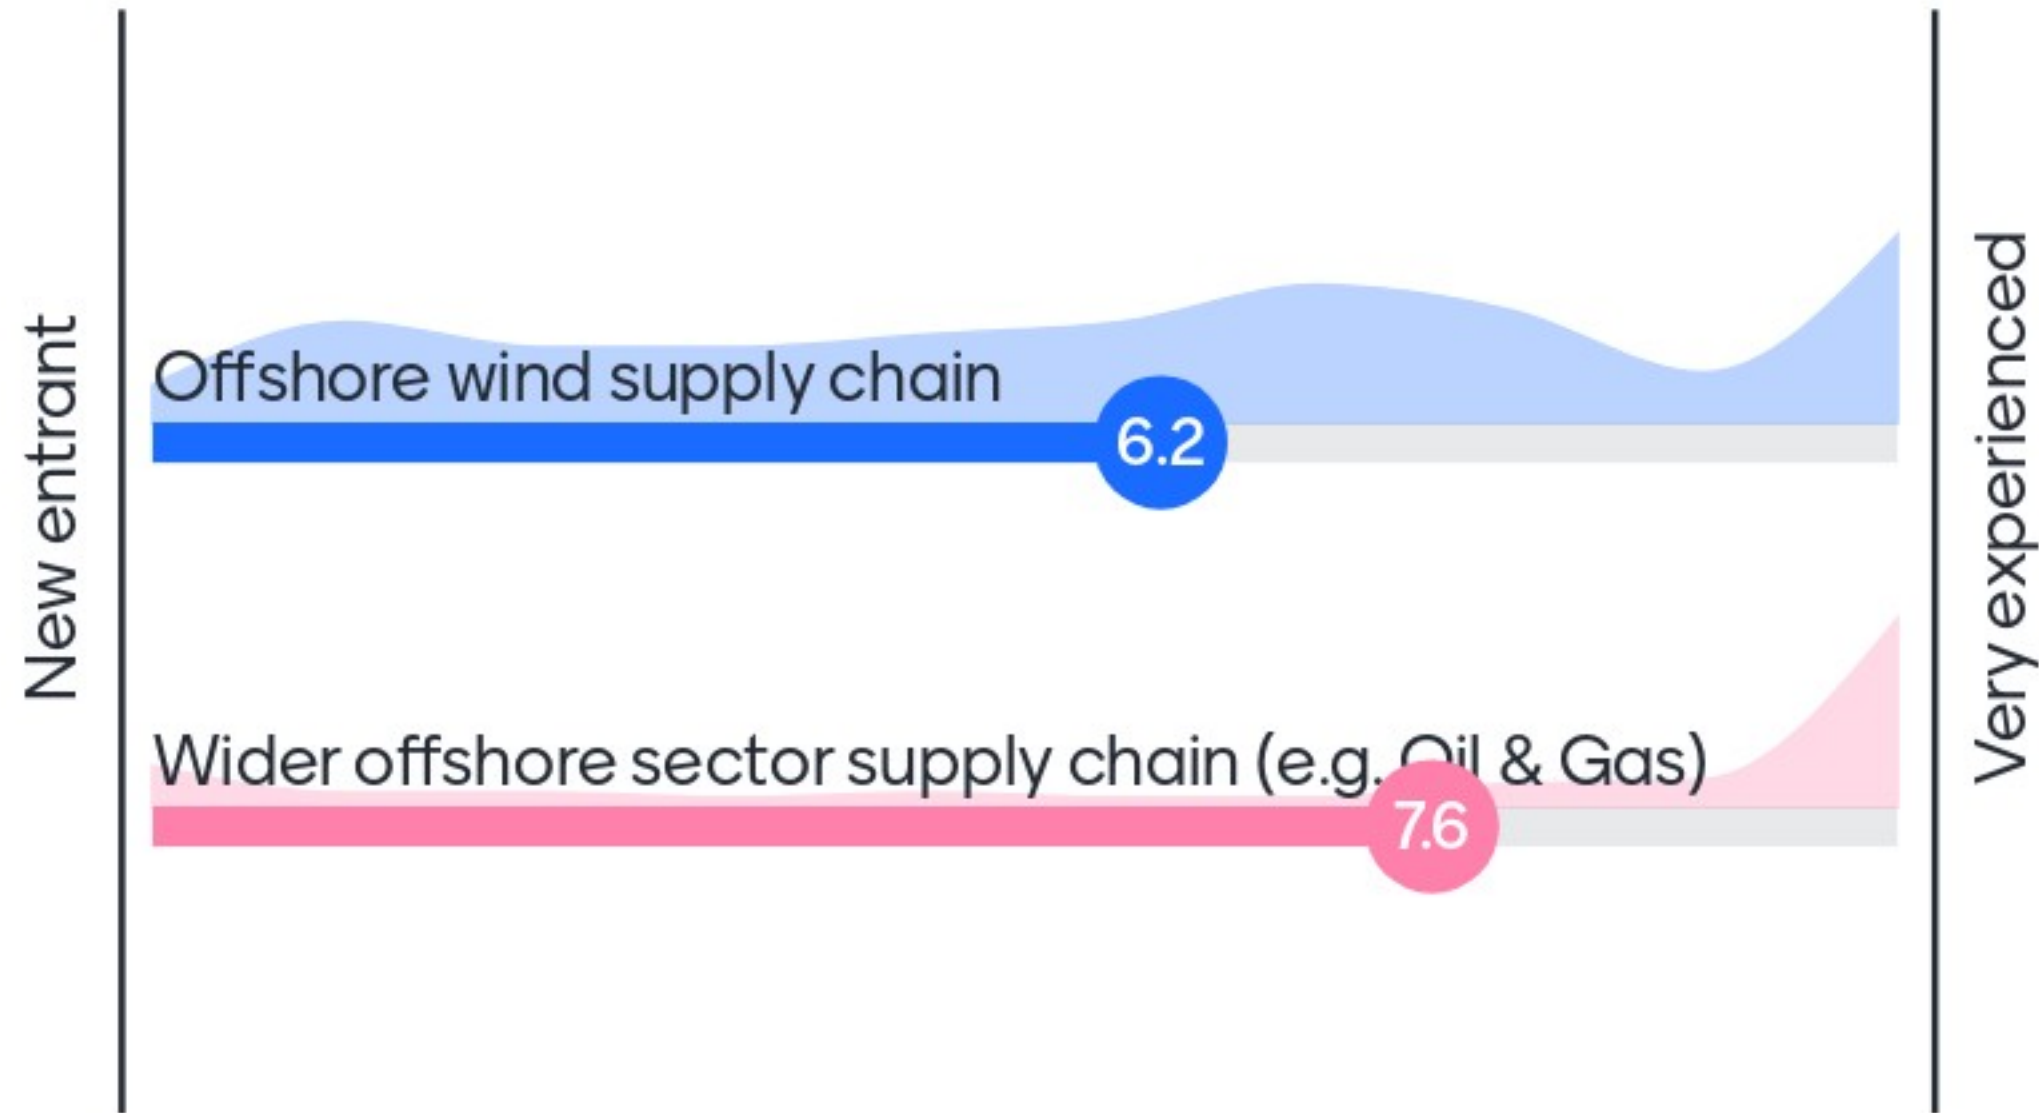 New entrant
Offshore wind supply chain
6.2
Wider offshore sector supply chain (e.g. Oil & Gas)
7.6
Very experienced